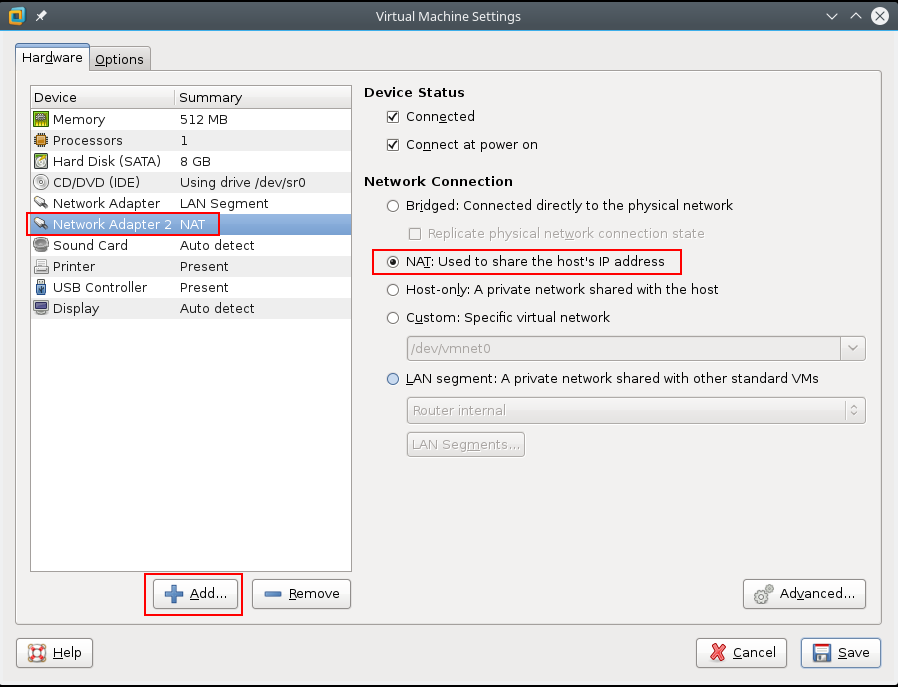 Virtual Machine Settings
Hardware
Options
Device Summary
Memory 512 MB
Processors 1
Hard Disk (SATA) 8 GB
CD/DVD (IDE) Using drive /dev/sr0
Network Adapter LAN Segment
Network Adapter 2 NAT
Sound Card Auto detect
Printer Present
USB Controller Present
Display Auto detect
Add...
Remove
Device Status
Connected
Connect at power on
Network Connection
Bridged: Connected directly to the physical network
Replicate physical network connection state
NAT: Used to share the host's IP address
Host-only: A private network shared with the host
Custom: Specific virtual network
/dev/vmnet0
LAN segment: A private network shared with other standard VMs
Router internal
LAN Segments...
Advanced...
Help
Cancel
Save